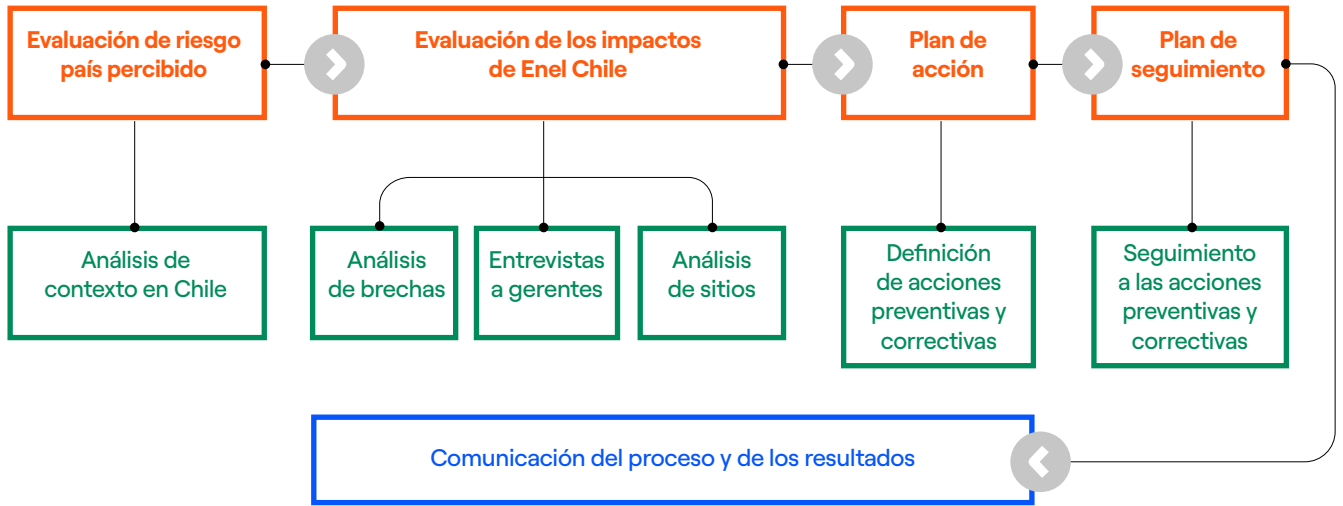 Evaluación de riesgo
país percibido
Evaluación de los impactos
de Enel Chile
Plan de
acción
Plan de
seguimiento
Análisis de
contexto en Chile
Análisis
de brechas
Entrevistas
a gerentes
Análisis
de sitios
Definición
de acciones
preventivas y
correctivas
Seguimiento
a las acciones
preventivas y
correctivas
Comunicación del proceso y de los resultados